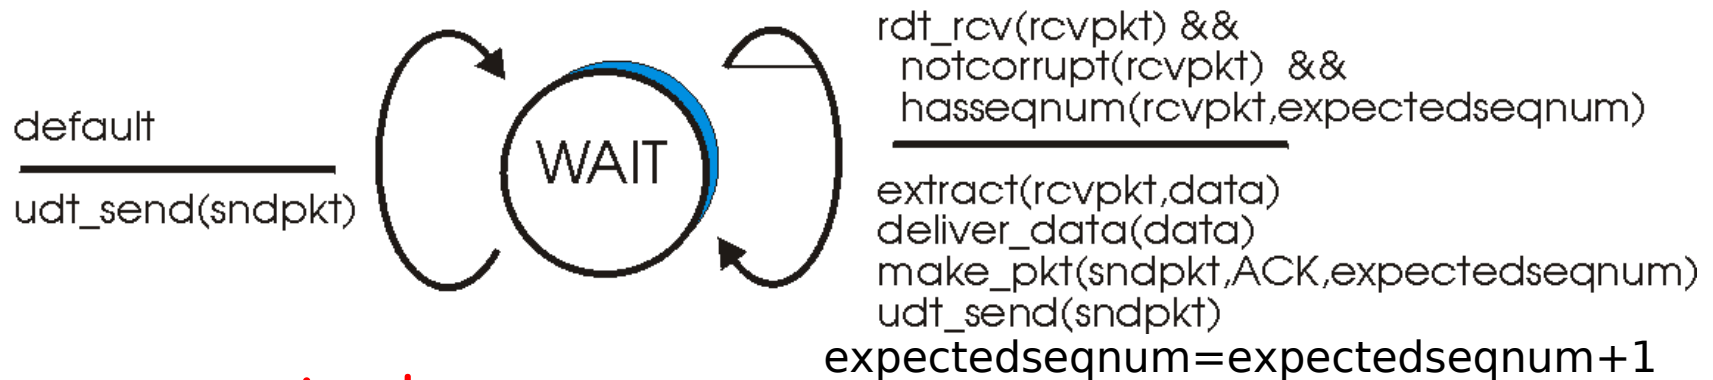 default
udt_send(sndpkt)
WAIT
rdt_rcv(rcvpkt) &&
notcorrupt(rcvpkt) &&
hasseqnum(rcvpkt,expectedseqnum)
extract(rcvpkt,data)
deliver_data(data)
make_pkt(sndpkt,ACK,expectedseqnum)
udt_send(sndpkt)
expectedseqnum=expectedseqnum+1